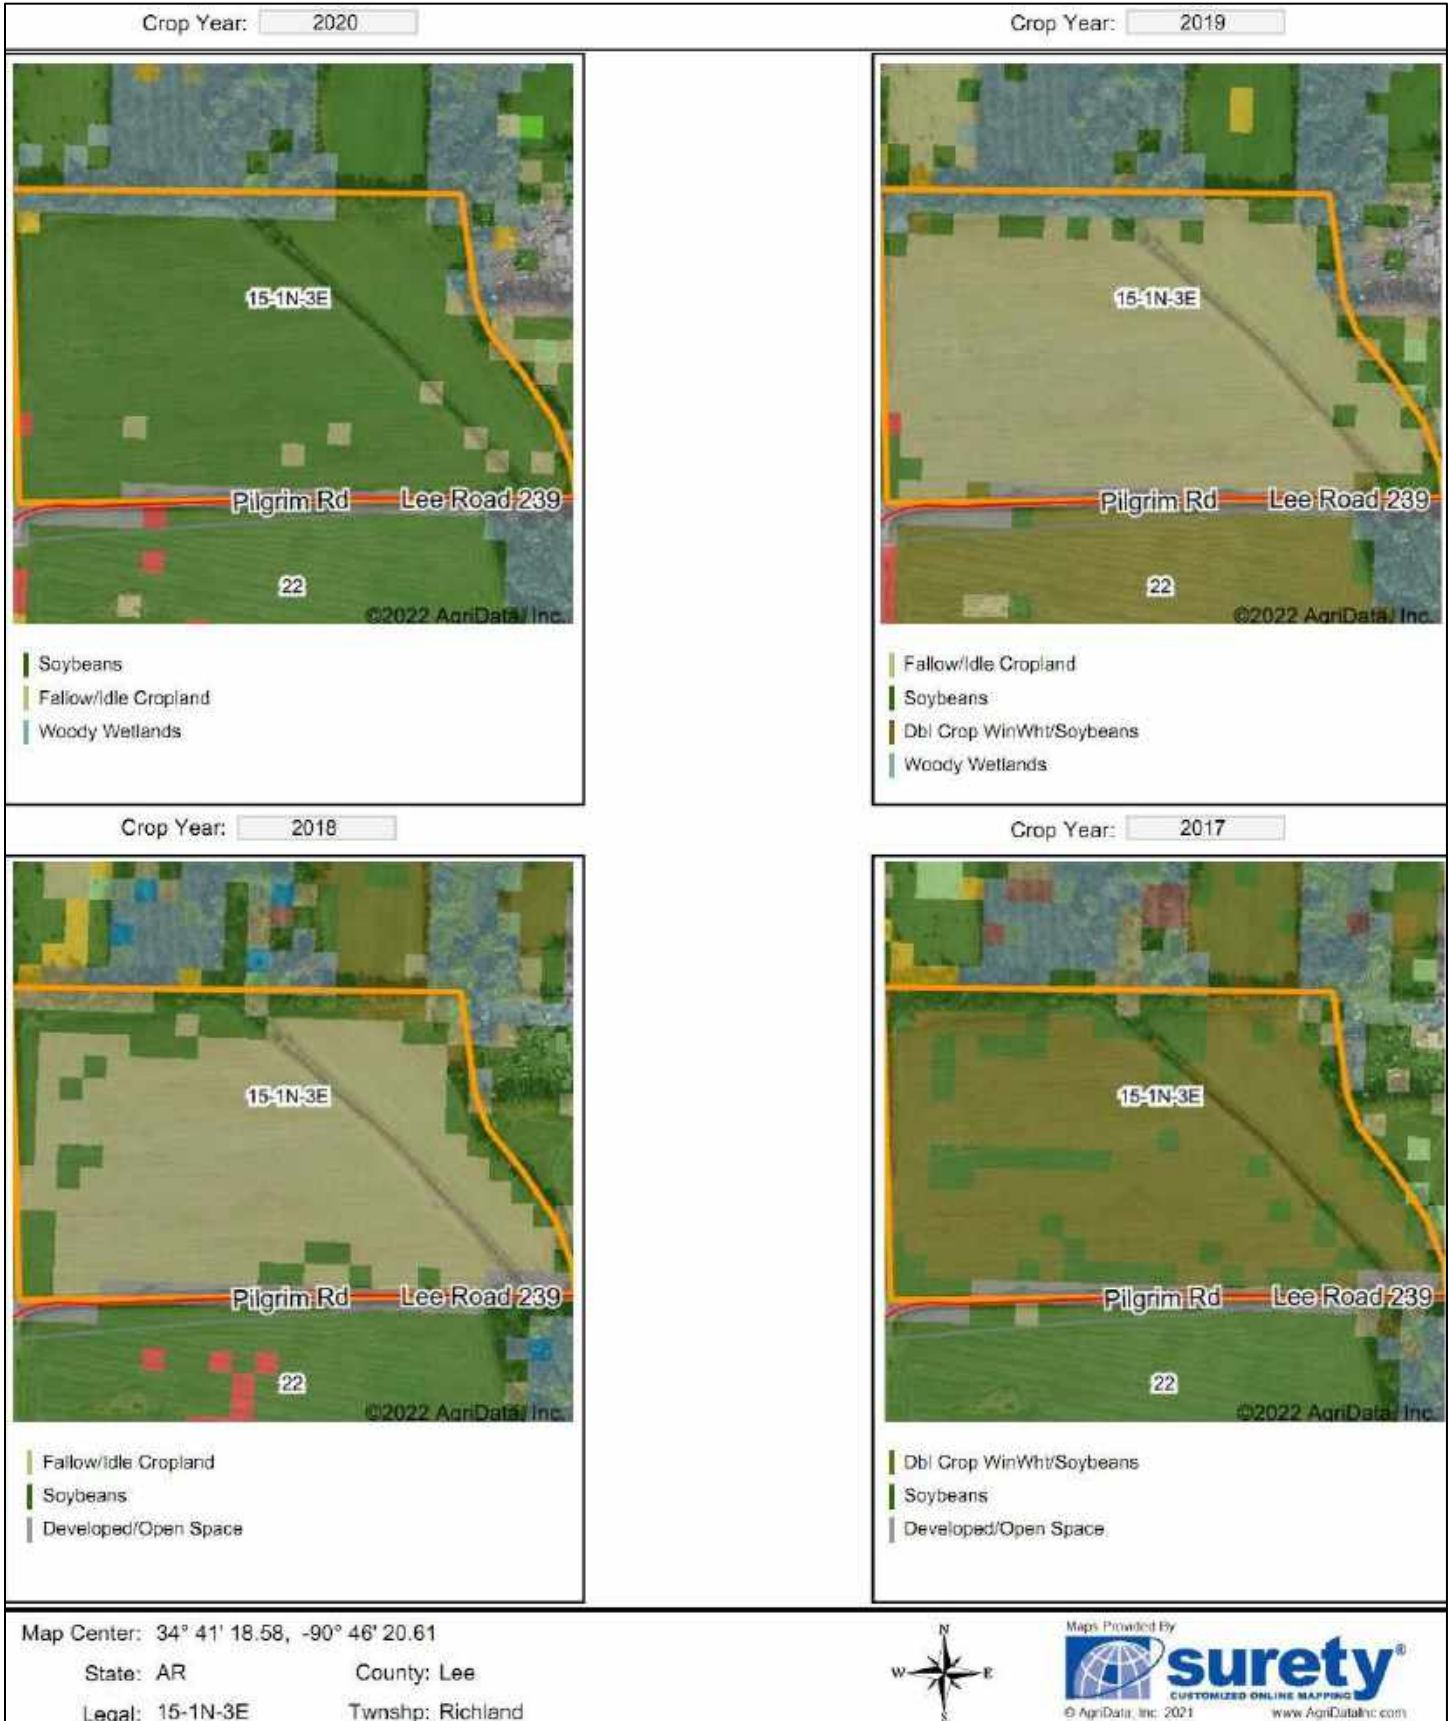 Crop Year: 2020
Crop Year: 2019
15-1N-3E
Pilgrim Rd Lee Road 239
22
©2022 AgriData, Inc.
15-1N-3E
Pilgrim Rd Lee Road 239
22
©2022 AgriData, Inc.
Soybeans
Fallow/Idle Cropland
Woody Wetlands
Fallow/Idle Cropland
Soybeans
Dbl Crop WinWht/Soybeans
Woody Wetlands
Crop Year: 2018
Crop Year: 2017
15-1N-3E
Pilgrim Rd Lee Road 239
22
©2022 AgriData, Inc.
15-1N-3E
Pilgrim Rd Lee Road 239
22
©2022 AgriData, Inc.
Fallow/Idle Cropland
Soybeans
Developed/Open Space
Dbl Crop WinWht/Soybeans
Soybeans
Developed/Open Space
Map Center: 34° 41' 18.58, -90° 46' 20.61
State: AR County: Lee
Legal: 15-1N-3E Twnshp: Richland
N
W E
S
Maps Provided By
surety®
CUSTOMIZED ONLINE MAPPING
© AgriData, Inc. 2021 www.AgriDataInc.com